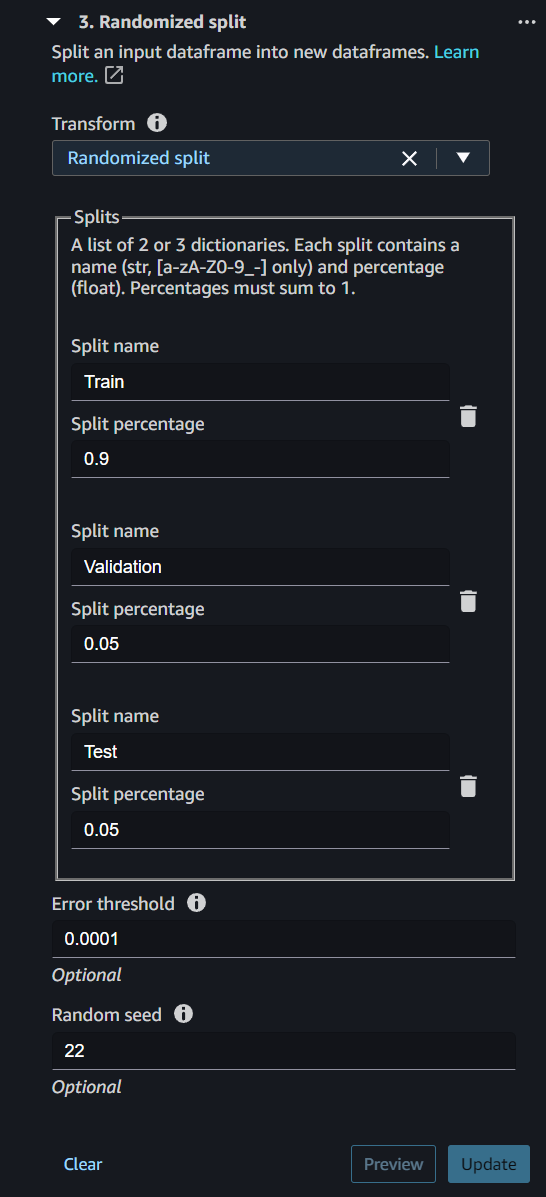 3. Randomized split
Split an input dataframe into new dataframes. Learn
more.
Transform
Randomized split
Splits
A list of 2 or 3 dictionaries. Each split contains a
name (str, [a-zA-Z0-9_-] only) and percentage
(float). Percentages must sum to 1.
Split name
Train
Split percentage
0.9
Split name
Validation
Split percentage
0.05
Split name
Test
Split percentage
0.05
Error threshold
0.0001
Optional
Random seed
22
Optional
Clear Preview Update